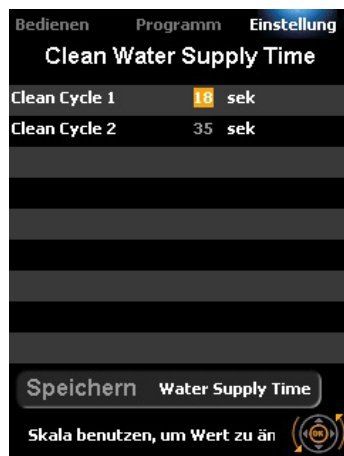 Bedienen Programm Einstellung
Clean Water Supply Time
Clean Cycle 1 18 sek
Clean Cycle 2 35 sek
Speichern Water Supply Time
Skala benutzen, um Wert zu än
OK